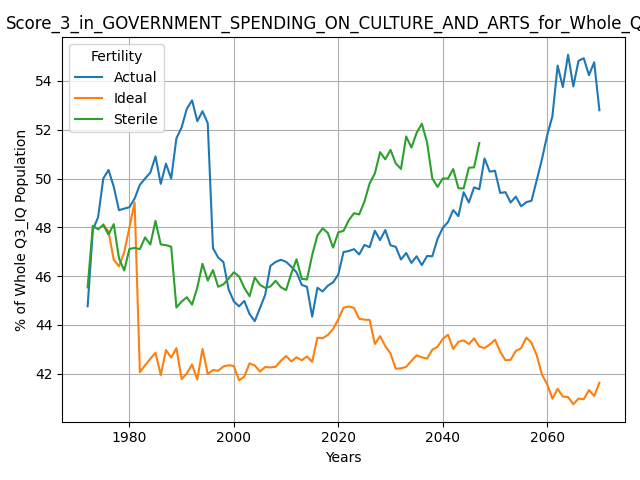 Score_3_in_GOVERNMENT_SPENDING_ON_CULTURE_AND_ARTS_for_Whole_Q
Fertility
Actual
Ideal
Sterile
% of Whole Q3_IQ Population
54
52
50
48
46
44
42
1980 2000 2020 2040 2060
Years